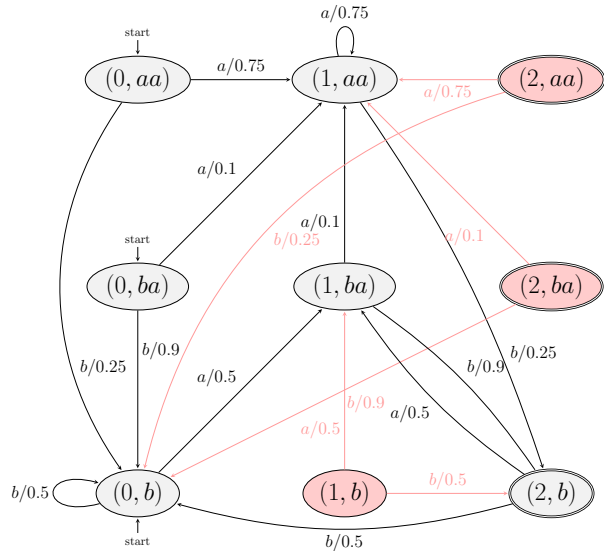 a/0.75
start
(0, aa)
a/0.75
(1, aa)
a/0.75
(2, aa)
a/0.1
start
a/0.1
b/0.25
a/0.1
(0, ba)
(1, ba)
(2, ba)
b/0.25
b/0.9
a/0.5
b/0.9
b/0.25
b/0.9
a/0.5
a/0.5
b/0.5
(0, b)
(1, b)
b/0.5
(2, b)
start
b/0.5